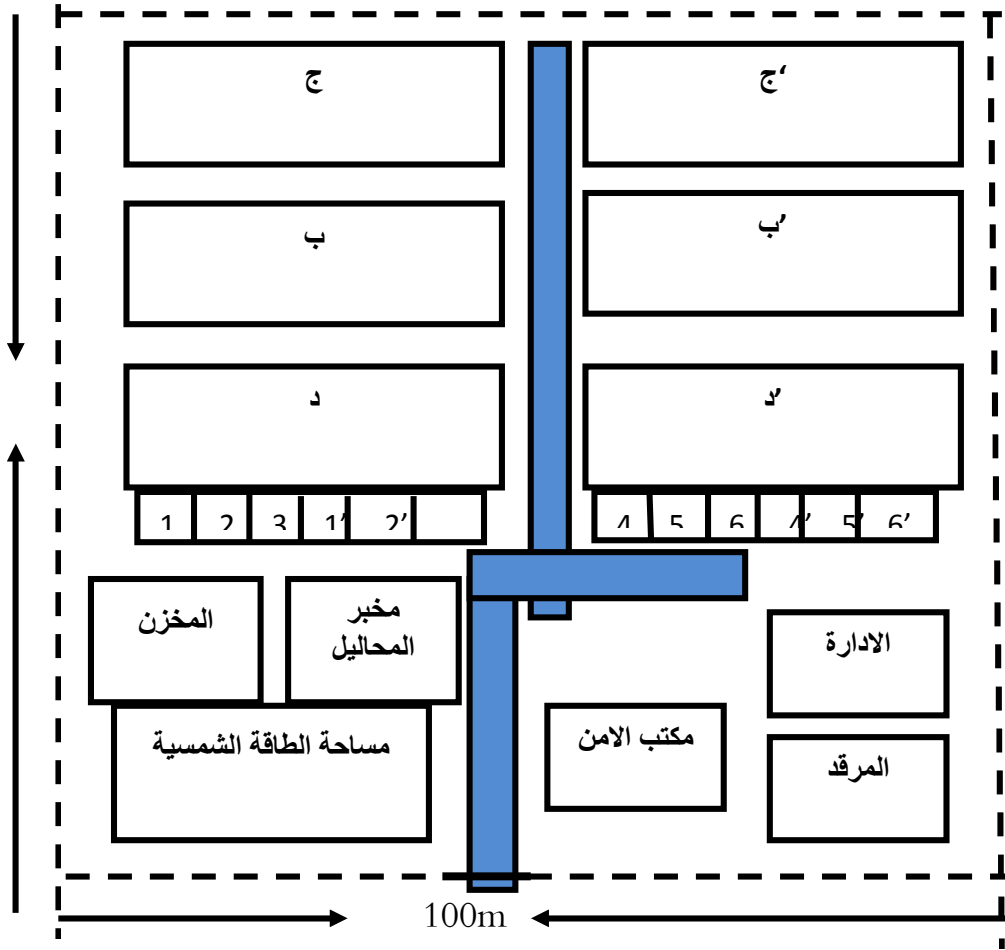 ج
ج‘
ب
ب’
د
د’
1 2 3 1’ 2’
4 5 6 4’ 5’ 6’
المخزن
مخبر
المحاليل
الادارة
مساحة الطاقة الشمسية
مكتب الامن
المرقد
100m